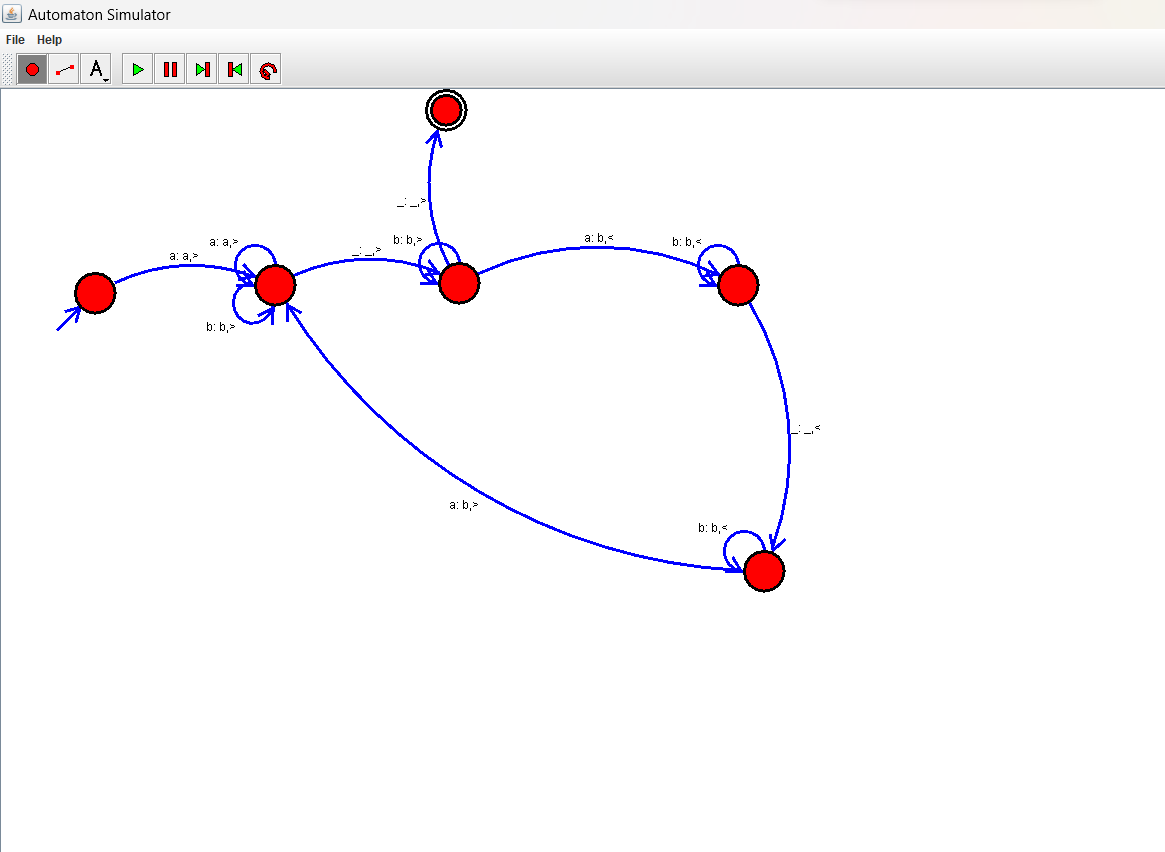 Automaton Simulator
File Help
A
_: _,>
a: b,<
a: a,>
b: b,>
b: b,<
_: _,>
a: a,>
b: b,>
_: _,<
a: b,>
b: b,<